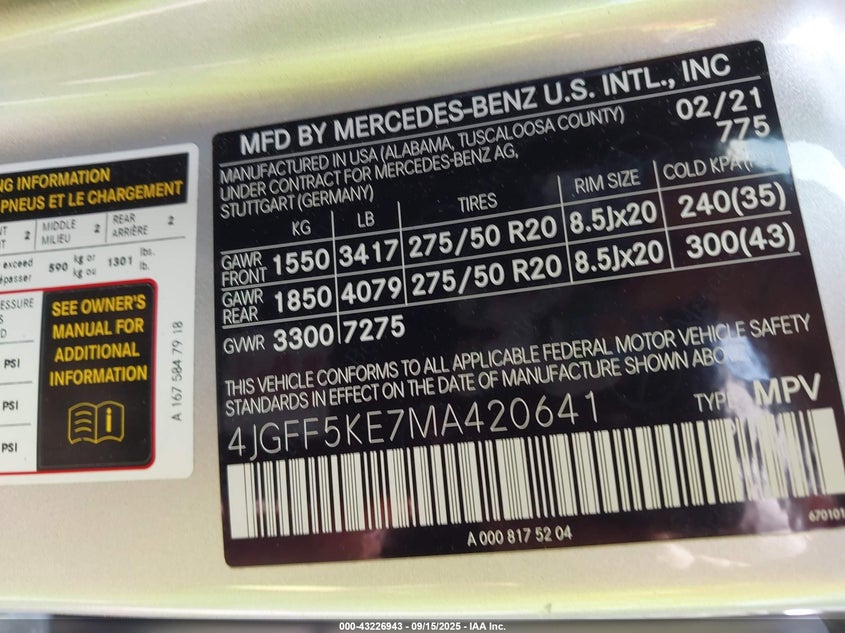 NG INFORMATION
PNEUS ET LE CHARGEMENT
2 MIDDLE MILIEU 2 REAR ARRIÈRE 2
exceed 590 kg or kg ou 1301 lbs. lb.
SEE OWNER'S
MANUAL FOR
ADDITIONAL
INFORMATION
PSI
PSI
PSI
A 167 584 79 18
MFD BY MERCEDES-BENZ U.S. INTL., INC
MANUFACTURED IN USA (ALABAMA, TUSCALOOSA COUNTY) 02/21
UNDER CONTRACT FOR MERCEDES-BENZ AG, 775
STUTTGART (GERMANY)
KG LB TIRES RIM SIZE COLD KPA
GAWR FRONT 1550 3417 275/50 R20 8.5Jx20 240(35)
GAWR REAR 1850 4079 275/50 R20 8.5Jx20 300(43)
GVWR 3300 7275
THIS VEHICLE CONFORMS TO ALL APPLICABLE FEDERAL MOTOR VEHICLE SAFETY
STANDARDS IN EFFECT ON THE DATE OF MANUFACTURE SHOWN ABOVE
4JGFF5KE7MA420641 TYPE: MPV
A 000 817 52 04
670101
000-43226943 - 09/15/2025 - IAA Inc.